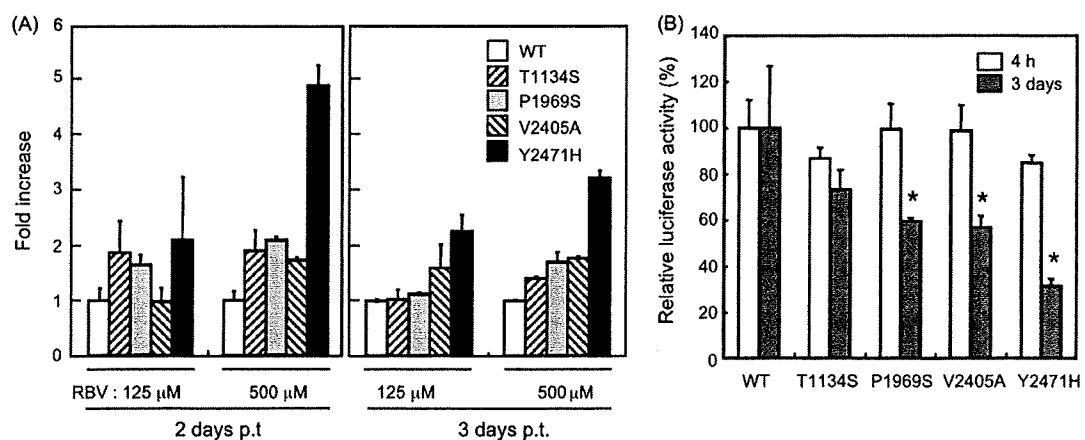 (A)
Fold increase
6
5
4
3
2
1
0
WT
T1134S
P1969S
V2405A
Y2471H
RBV : 125 µM
500 µM
125 µM
500 µM
2 days p.t
3 days p.t.
(B)
Relative luciferase activity (%)
140
120
100
80
60
40
20
0
4 h
3 days
*
*
*
WT
T1134S
P1969S
V2405A
Y2471H